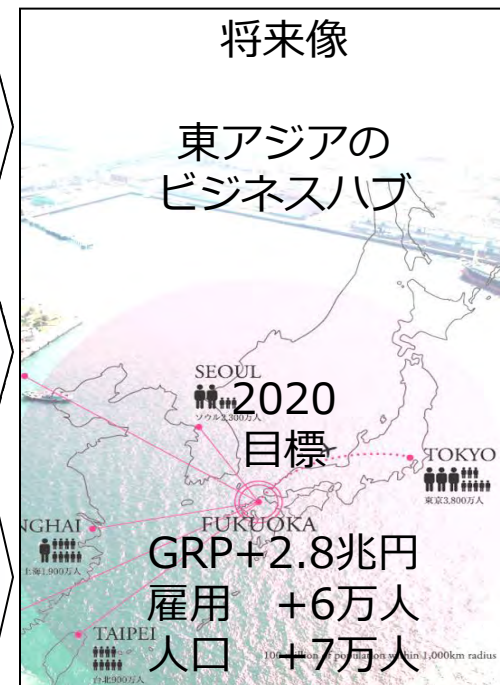 将来像
東アジアの
ビジネスハブ
SEOUL
ソウル2,300万人
2020
目標
TOKYO
東京3,800万人
NGHAI
上海1,900万人
FUKUOKA
GRP+2.8兆円
雇用 +6万人
TAIPEI
台北900万人
人口 +7万人
100 million of population within 1,000km radius